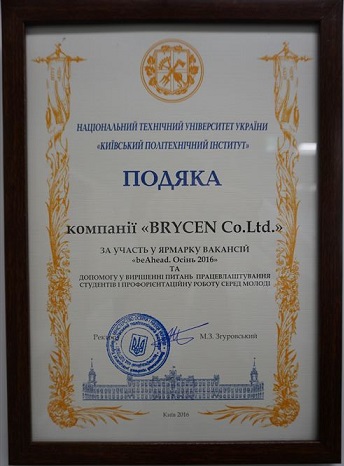 НАЦІОНАЛЬНИЙ ТЕХНІЧНИЙ УНІВЕРСИТЕТ УКРАЇНИ
«КИЇВСЬКИЙ ПОЛІТЕХНІЧНИЙ ІНСТИТУТ»
ПОДЯКА
компанії «BRYCEN Co.Ltd.»
ЗА УЧАСТЬ У ЯРМАРКУ ВАКАНСІЙ
«beAhead. Осінь 2016»
ТА
ДОПОМОГУ У ВИРІШЕННІ ПИТАНЬ ПРАЦЕВЛАШТУВАННЯ
СТУДЕНТІВ І ПРОФОРІЄНТАЦІЙНУ РОБОТУ СЕРЕД МОЛОДІ
М.З. Згуровський
Київ 2016